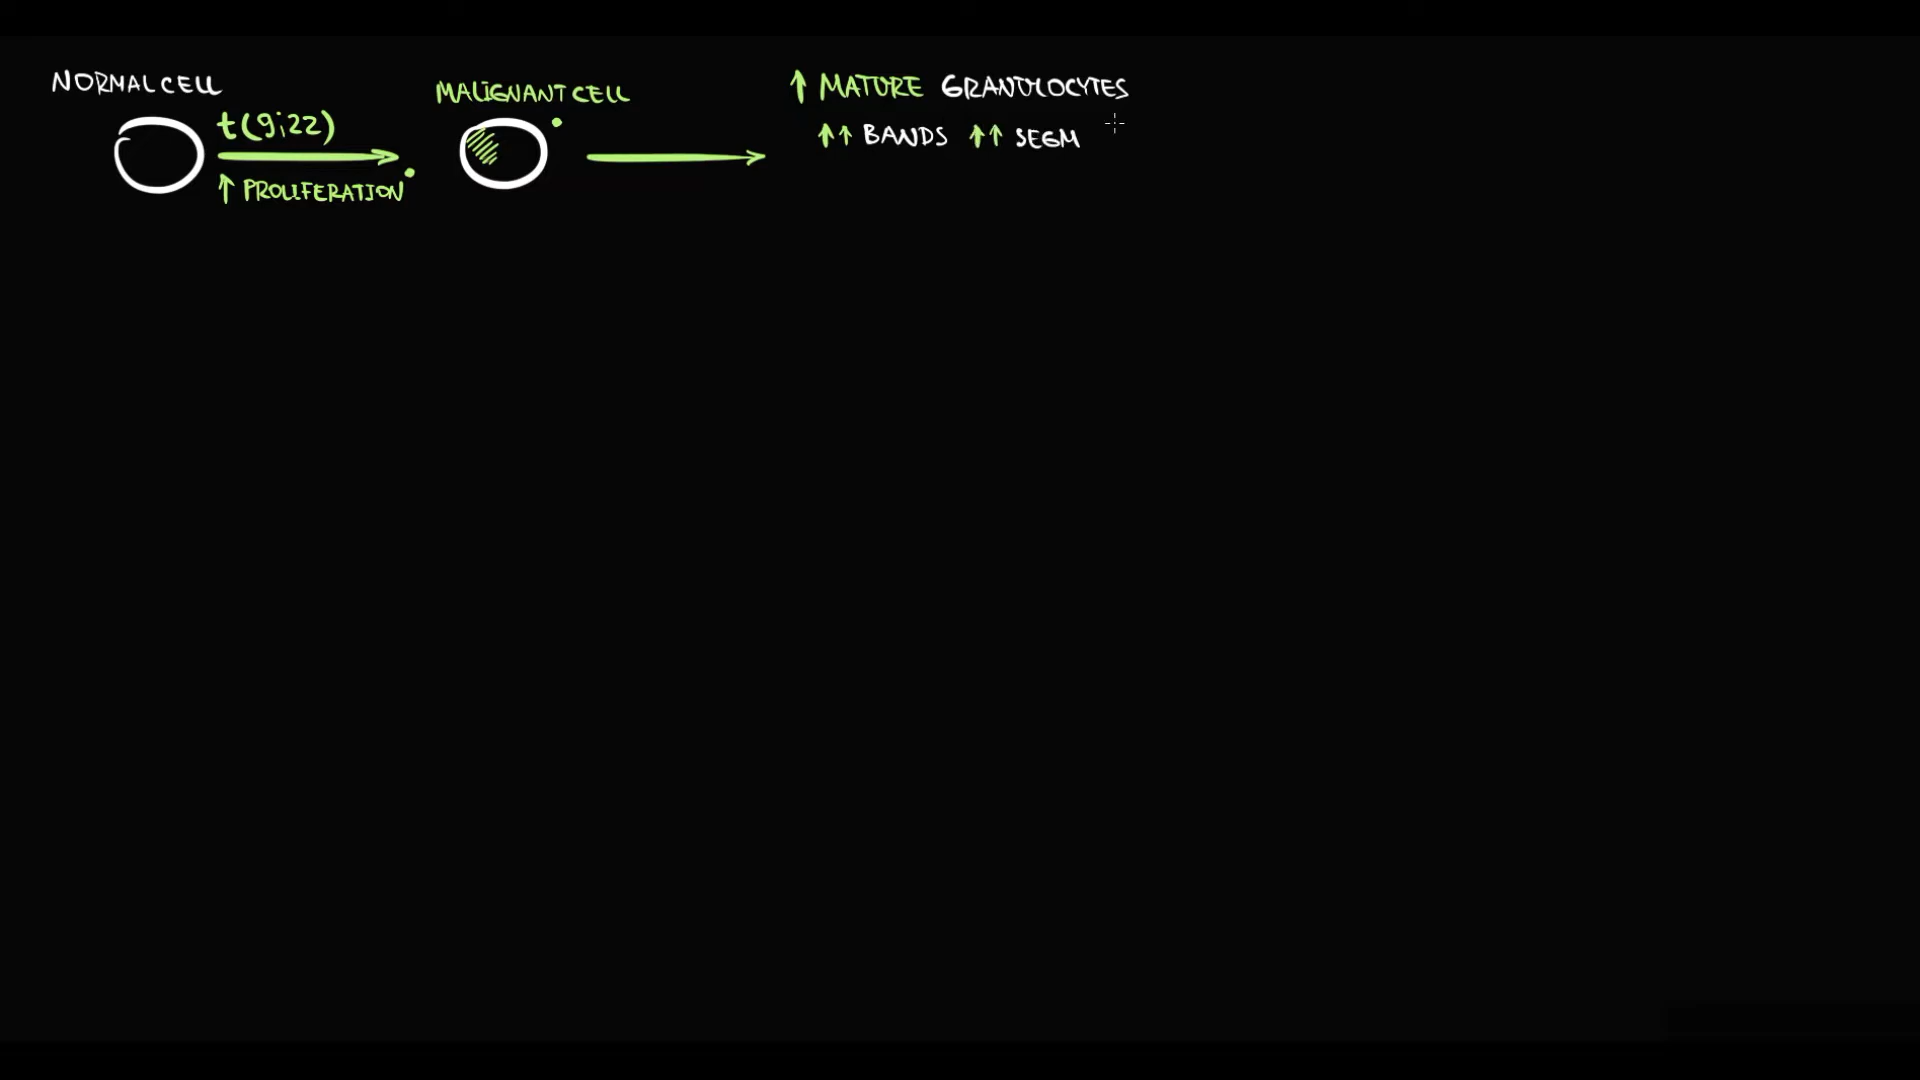 NORMAL CELL
t(9;22)
↑ PROLIFERATION
MALIGNANT CELL
↑ MATURE GRANULOCYTES
↑↑ BANDS ↑↑ SEGM